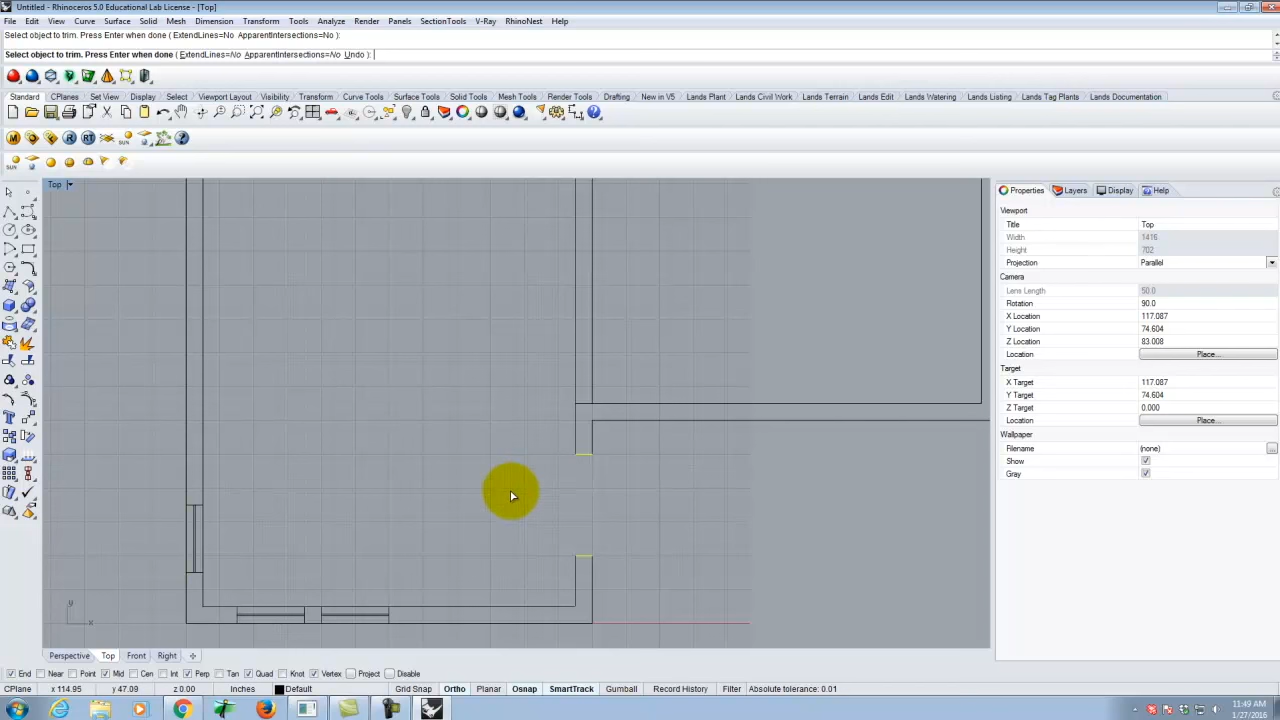 Untitled - Rhinoceros 5.0 Educational Lab License - [Top]
File Edit View Curve Surface Solid Mesh Dimension Transform Tools Analyze Render Panels SectionTools V-Ray RhinoNest Help
Select object to trim. Press Enter when done ( ExtendLines=No ApparentIntersections=No ):
Select object to trim. Press Enter when done ( ExtendLines=No ApparentIntersections=No Undo ):
Standard CPlanes Set View Display Select Viewport Layout Visibility Transform Curve Tools Surface Tools Solid Tools Mesh Tools Render Tools Drafting New in V5 Lands Plant Lands Civil Work Lands Terrain Lands Edit Lands Watering Lands Listing Lands Tap Plants Lands Documentation
M R RT
SUN
SUN
Top
Properties Layers Display Help
Viewport
Title Top
Width 1416
Height 702
Projection Parallel
Camera
Lens Length 50.0
Rotation 90.0
X Location 117.087
Y Location 74.604
Z Location 83.008
Location Place...
Target
X Target 117.087
Y Target 74.604
Z Target 0.000
Location Place...
Wallpaper
Filename (none) ...
Show
Gray
y
x
Perspective Top Front Right
End Near Point Mid Cen Int Perp Tan Quad Knot Vertex Project Disable
CPlane x 114.95 y 47.09 z 0.00 Inches Default Grid Snap Ortho Planar Osnap SmartTrack Gumball Record History Filter Absolute tolerance: 0.01
11:49 AM
1/27/2016